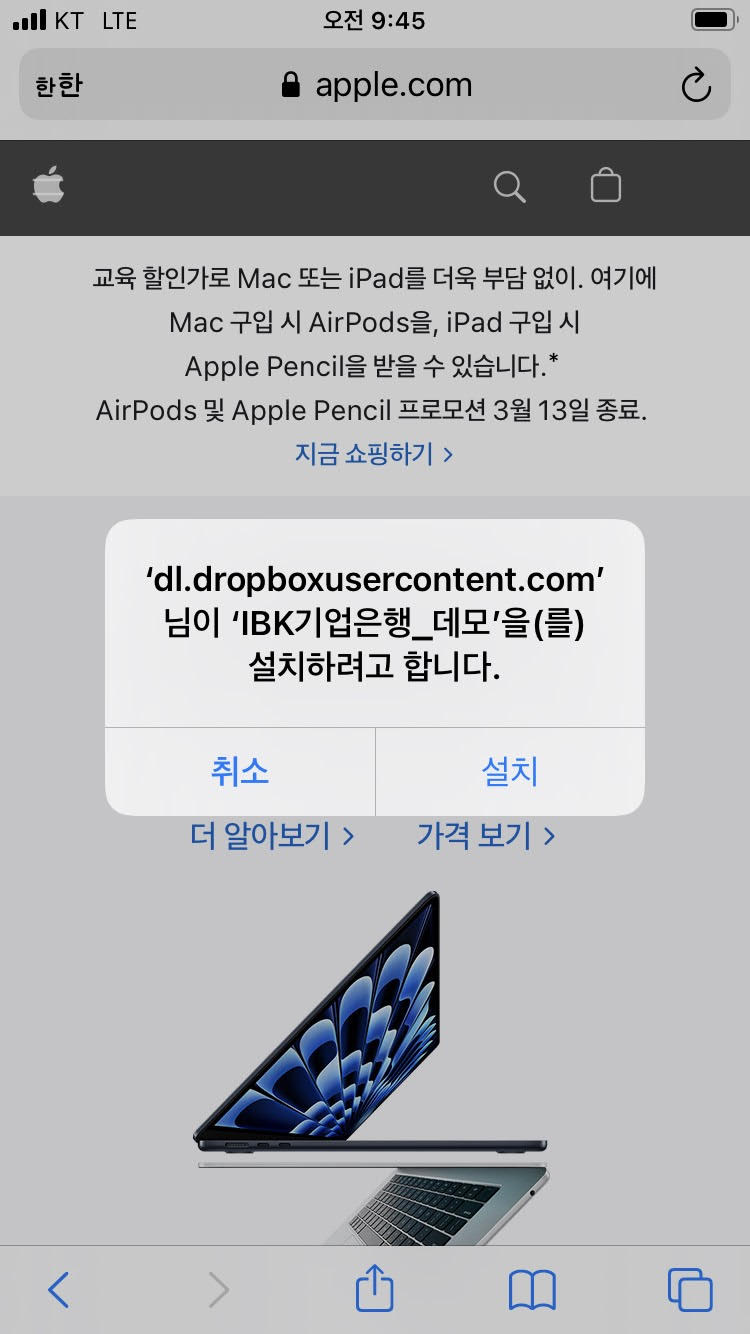 KT LTE 오전 9:45
한한 apple.com
교육 할인가로 Mac 또는 iPad를 더욱 부담 없이. 여기에
Mac 구입 시 AirPods을, iPad 구입 시
Apple Pencil을 받을 수 있습니다.*
AirPods 및 Apple Pencil 프로모션 3월 13일 종료.
지금 쇼핑하기 >
‘dl.dropboxusercontent.com’
님이 ‘IBK기업은행_데모’을(를)
설치하려고 합니다.
취소 설치
더 알아보기 > 가격 보기 >